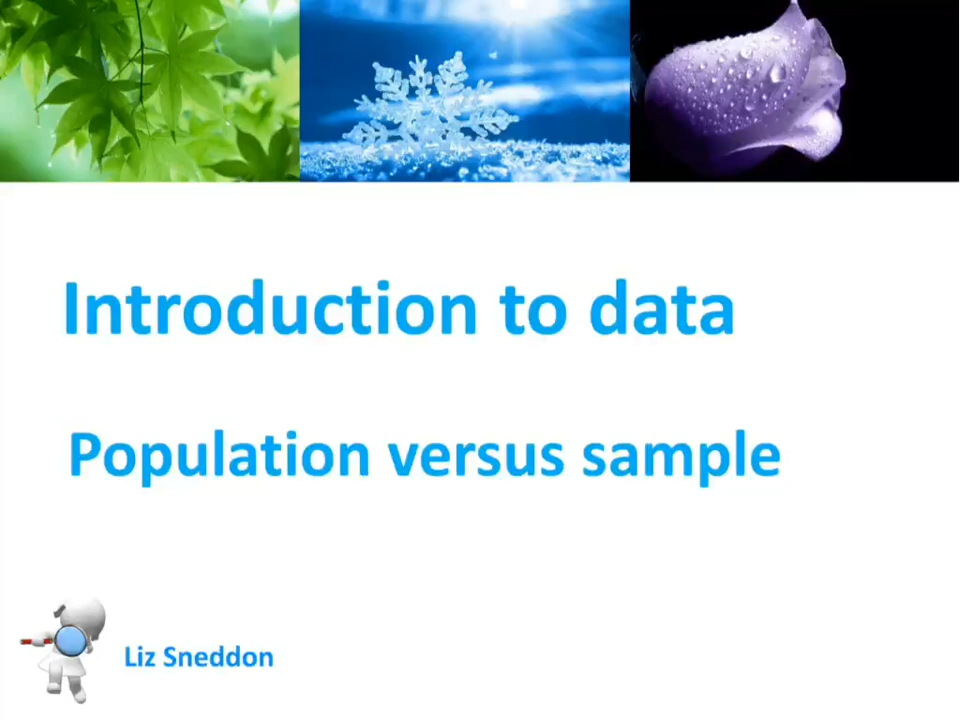 Introduction to data
Population versus sample
Liz Sneddon